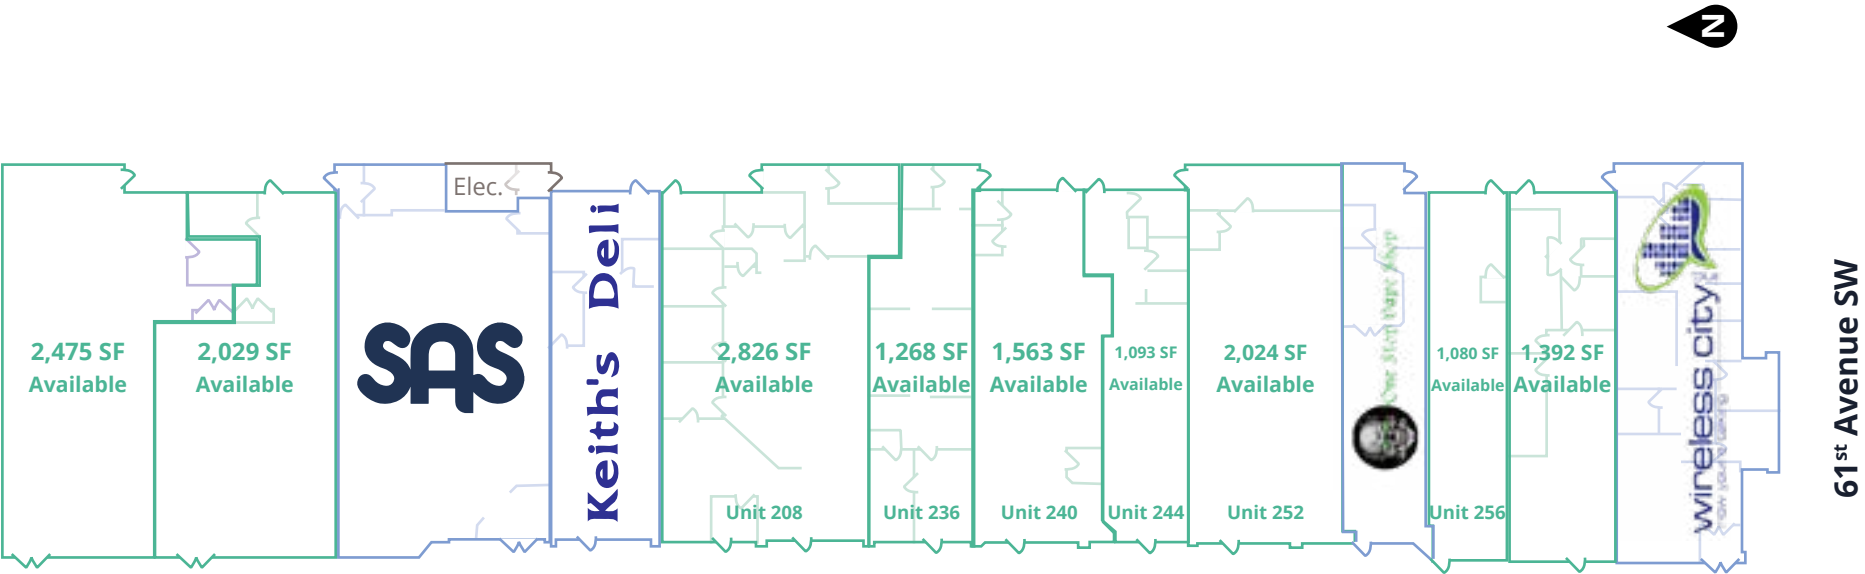 N
Elec.
2,475 SF
Available
2,029 SF
Available
SAS
Keith's Deli
2,826 SF
Available
Unit 208
1,268 SF
Available
Unit 236
1,563 SF
Available
Unit 240
1,093 SF
Available
Unit 244
2,024 SF
Available
Unit 252
1,080 SF
Available
Unit 256
1,392 SF
Available
wireless city
61st Avenue SW